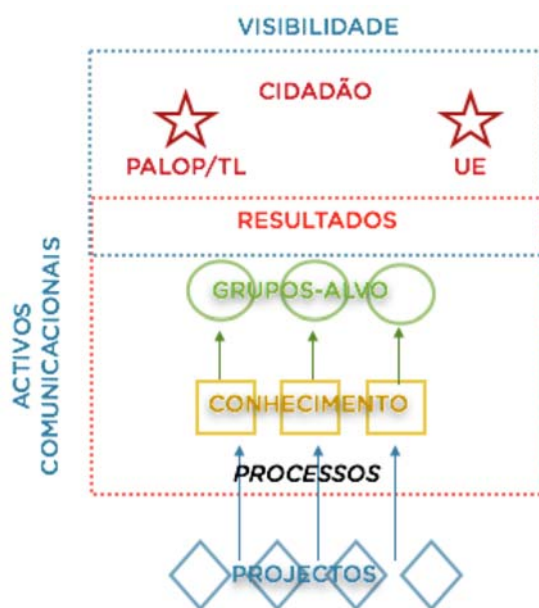 VISIBILIDADE
CIDADÃO
PALOP/TL
UE
RESULTADOS
ACTIVOS
COMUNICACIONAIS
GRUPOS-ALVO
CONHECIMENTO
PROCESSOS
PROJECTOS